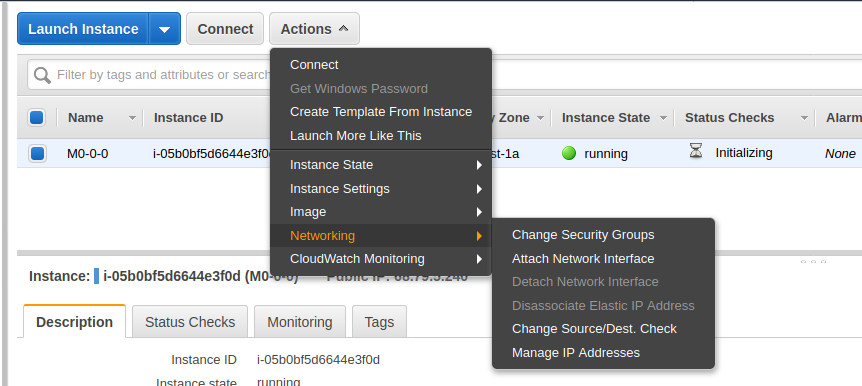 Launch Instance
Connect
Actions
Filter by tags and attributes or search
Connect
Get Windows Password
Create Template From Instance
Launch More Like This
Instance State
Instance Settings
Image
Networking
CloudWatch Monitoring
Change Security Groups
Attach Network Interface
Detach Network Interface
Disassociate Elastic IP Address
Change Source/Dest. Check
Manage IP Addresses
Name Instance ID Zone Instance State Status Checks Alarm
M0-0-0 i-05b0bf5d6644e3f0d st-1a running Initializing None
Instance: i-05b0bf5d6644e3f0d (M0-0-0) Public IP:
Description Status Checks Monitoring Tags
Instance ID i-05b0bf5d6644e3f0d
Instance state running